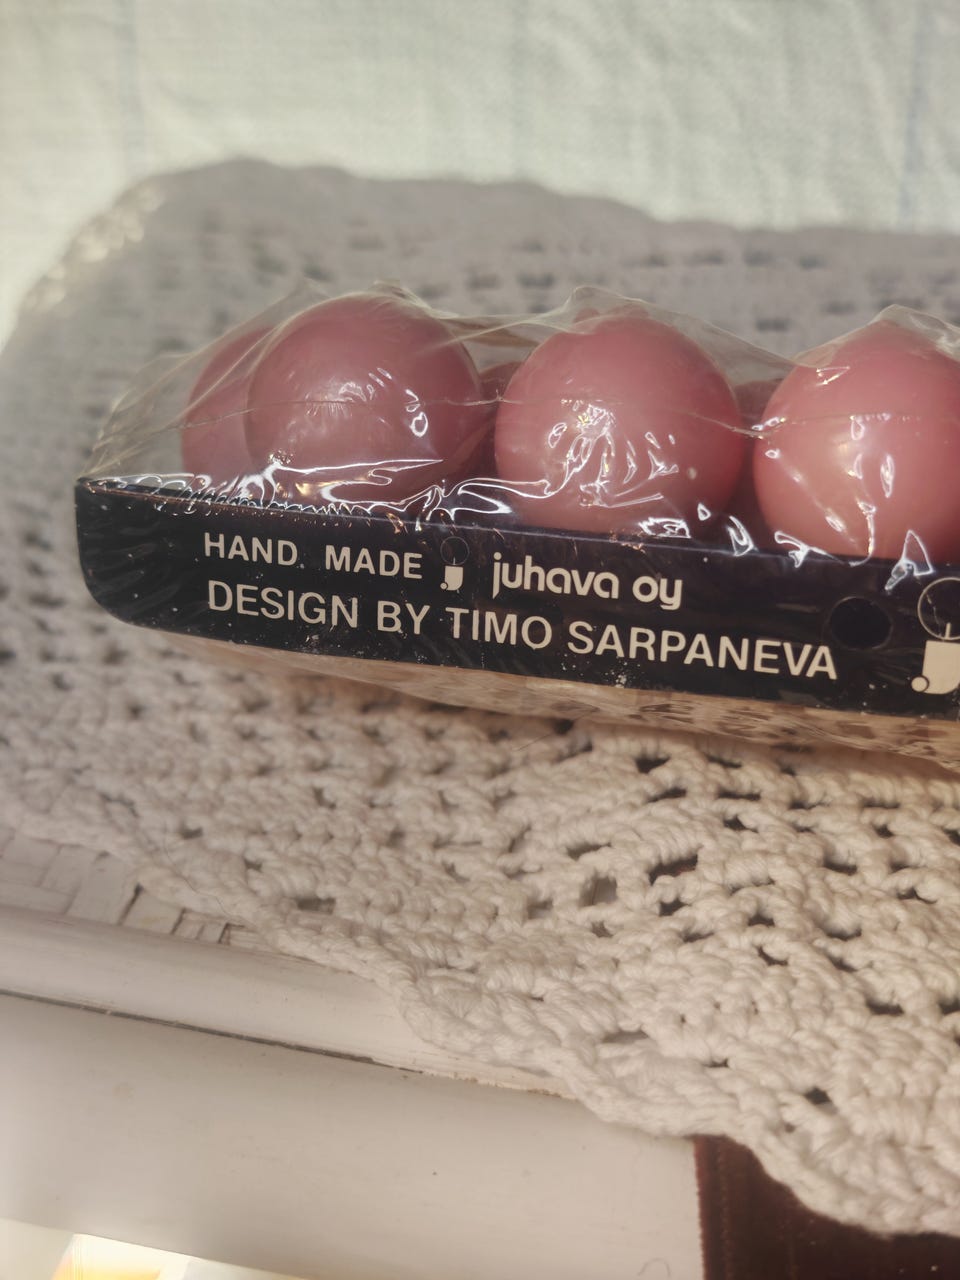 HAND MADE juhava oy
DESIGN BY TIMO SARPANEVA